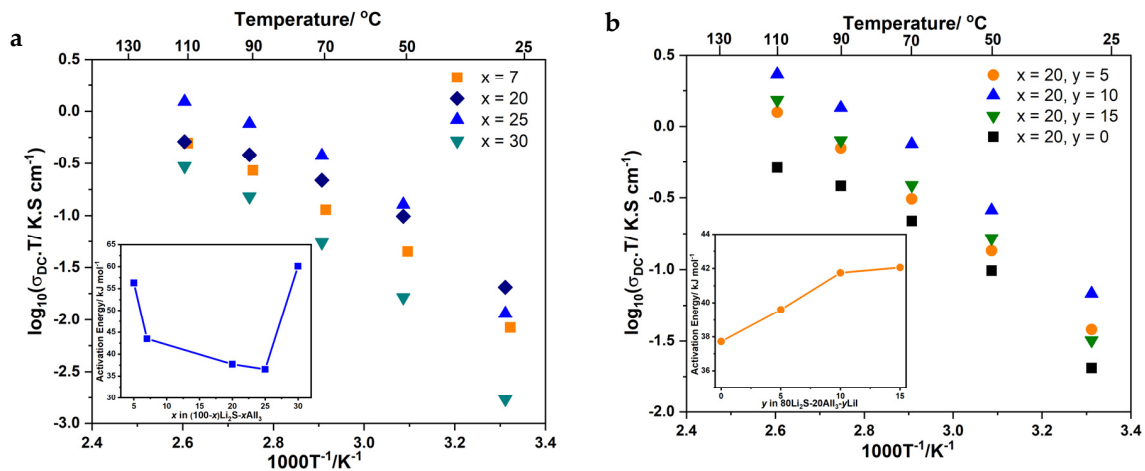 a
Temperature/ °C
130 110 90 70 50 25
0.5
0.0
-0.5
-1.0
-1.5
-2.0
-2.5
-3.0
log₁₀(σDC·T/ K.S cm⁻¹)
x = 7
x = 20
x = 25
x = 30
65
60
55
50
45
40
35
30
Activation Energy/ kJ mol⁻¹
5 10 15 20 25 30
x in (100-x)Li₂S-xAlI₃
2.4 2.6 2.8 3.0 3.2 3.4
1000T⁻¹/K⁻¹
b
Temperature/ °C
130 110 90 70 50 25
0.5
0.0
-0.5
-1.0
-1.5
-2.0
log₁₀(σDC·T/ K.S cm⁻¹)
x = 20, y = 5
x = 20, y = 10
x = 20, y = 15
x = 20, y = 0
44
42
40
38
36
Activation Energy/ kJ mol⁻¹
0 5 10 15
y in 80Li₂S-20AlI₃-yLiI
2.4 2.6 2.8 3.0 3.2 3.4
1000T⁻¹/K⁻¹